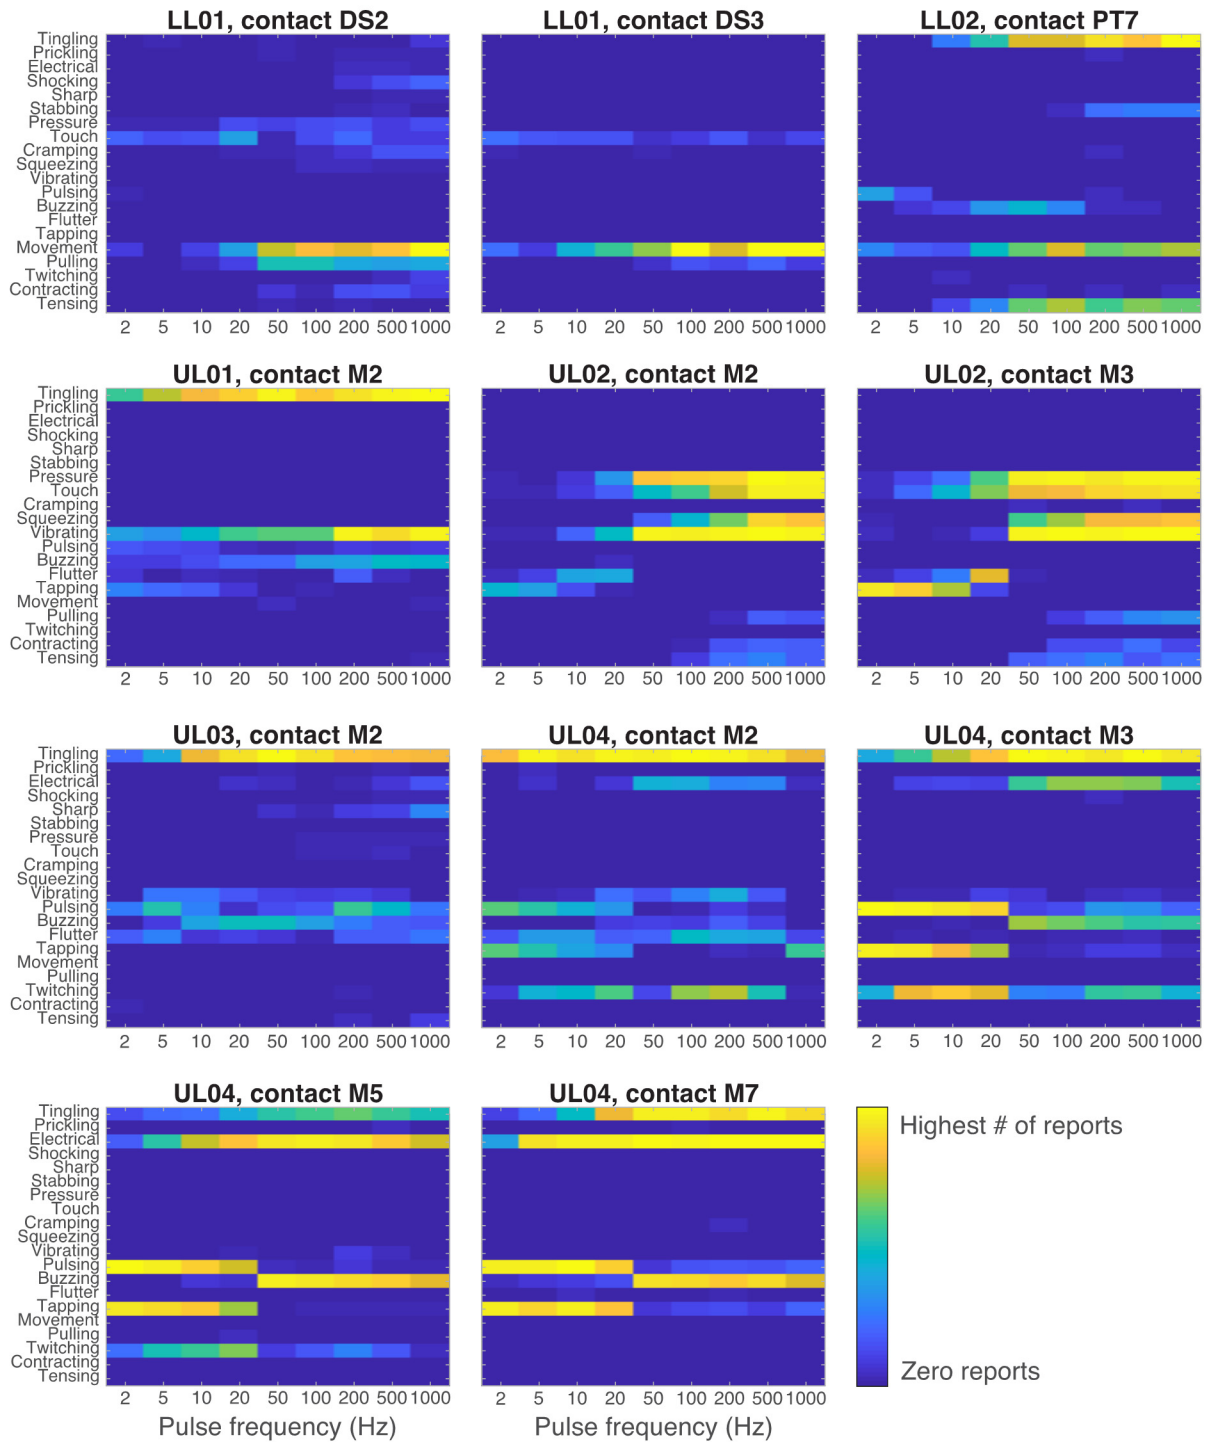 LL01, contact DS2
LL01, contact DS3
LL02, contact PT7
Tingling
Prickling
Electrical
Shocking
Sharp
Stabbing
Pressure
Touch
Cramping
Squeezing
Vibrating
Pulsing
Buzzing
Flutter
Tapping
Movement
Pulling
Twitching
Contracting
Tensing
2 5 10 20 50 100 200 500 1000
2 5 10 20 50 100 200 500 1000
2 5 10 20 50 100 200 500 1000
UL01, contact M2
UL02, contact M2
UL02, contact M3
Tingling
Prickling
Electrical
Shocking
Sharp
Stabbing
Pressure
Touch
Cramping
Squeezing
Vibrating
Pulsing
Buzzing
Flutter
Tapping
Movement
Pulling
Twitching
Contracting
Tensing
2 5 10 20 50 100 200 500 1000
2 5 10 20 50 100 200 500 1000
2 5 10 20 50 100 200 500 1000
UL03, contact M2
UL04, contact M2
UL04, contact M3
Tingling
Prickling
Electrical
Shocking
Sharp
Stabbing
Pressure
Touch
Cramping
Squeezing
Vibrating
Pulsing
Buzzing
Flutter
Tapping
Movement
Pulling
Twitching
Contracting
Tensing
2 5 10 20 50 100 200 500 1000
2 5 10 20 50 100 200 500 1000
2 5 10 20 50 100 200 500 1000
UL04, contact M5
UL04, contact M7
Tingling
Prickling
Electrical
Shocking
Sharp
Stabbing
Pressure
Touch
Cramping
Squeezing
Vibrating
Pulsing
Buzzing
Flutter
Tapping
Movement
Pulling
Twitching
Contracting
Tensing
2 5 10 20 50 100 200 500 1000
2 5 10 20 50 100 200 500 1000
Pulse frequency (Hz)
Pulse frequency (Hz)
Highest # of reports
Zero reports